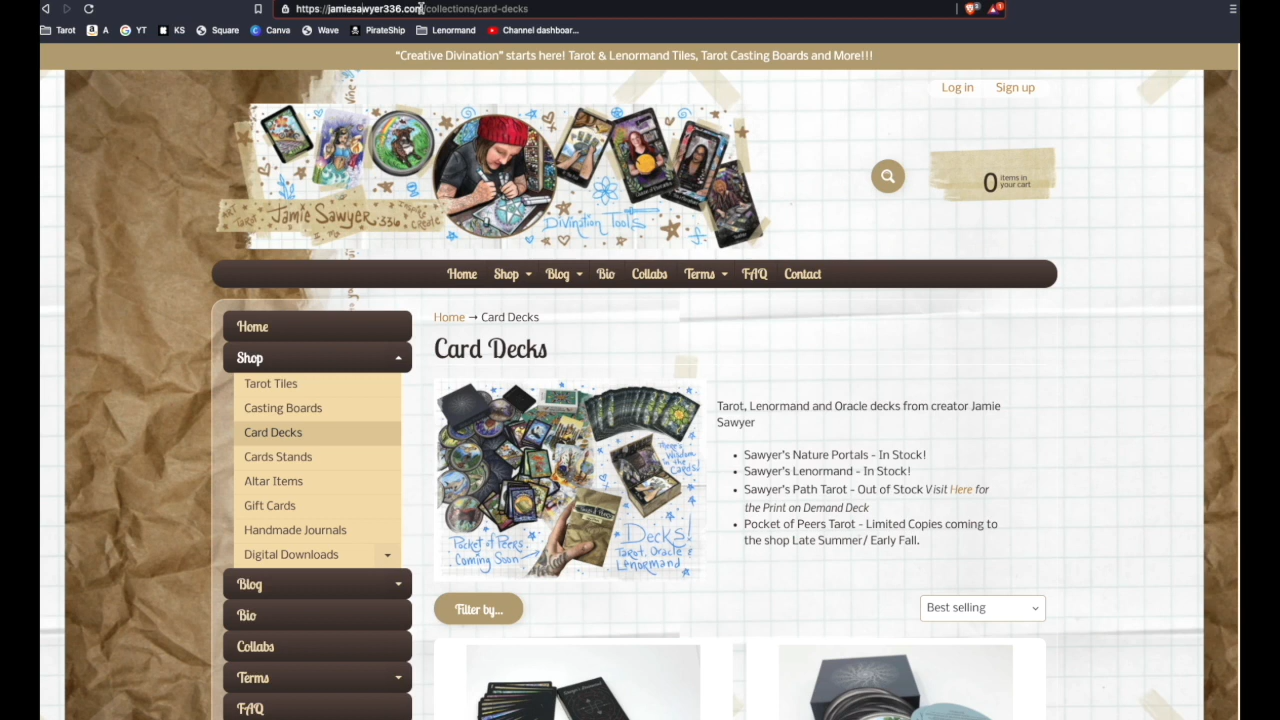 https://jamiesawyer336.com/collections/card-decks
Tarot
A
YT
KS
Square
Canva
Wave
PirateShip
Lenormand
Channel dashboar...
"Creative Divination" starts here! Tarot & Lenormand Tiles, Tarot Casting Boards and More!!!
Log in
Sign up
Jamie Sawyer.336
Create
Divination Tools
0 items in
your cart
Home
Shop
Blog
Bio
Collabs
Terms
FAQ
Contact
Home
Shop
Tarot Tiles
Casting Boards
Card Decks
Cards Stands
Altar Items
Gift Cards
Handmade Journals
Digital Downloads
Blog
Bio
Collabs
Terms
FAQ
Home → Card Decks
Card Decks
There's
Wisdom
in the
Cards!
Pocket of Peers
Coming Soon
Decks!
Tarot, Oracle &
Lenormand
Tarot, Lenormand and Oracle decks from creator Jamie
Sawyer
• Sawyer's Nature Portals - In Stock!
• Sawyer's Lenormand - In Stock!
• Sawyer's Path Tarot - Out of Stock Visit Here for
the Print on Demand Deck
• Pocket of Peers Tarot - Limited Copies coming to
the shop Late Summer/ Early Fall.
Filter by...
Best selling